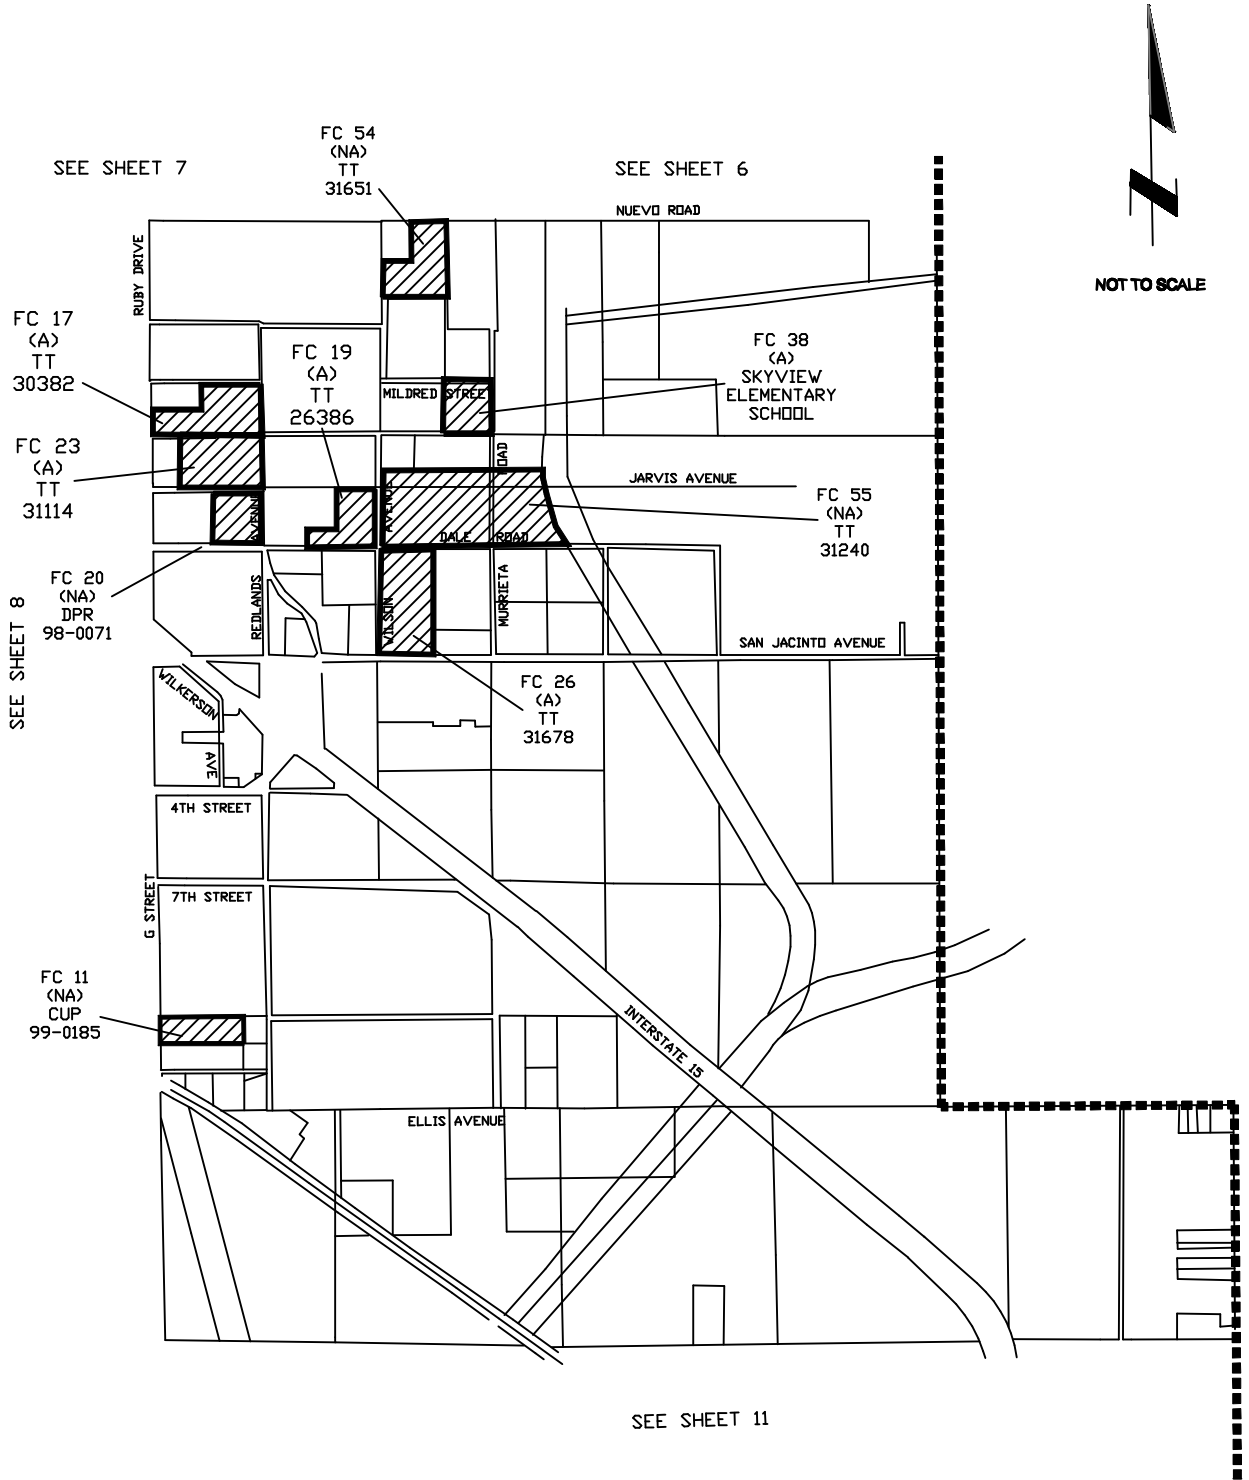 FC 54
(NA)
TT
31651
SEE SHEET 7
SEE SHEET 6
NUEVO ROAD
RUBY DRIVE
NOT TO SCALE
FC 17
(A)
TT
30382
FC 19
(A)
TT
26386
FC 38
(A)
SKYVIEW
ELEMENTARY
SCHOOL
MILDRED STREE
FC 23
(A)
TT
31114
ROAD
JARVIS AVENUE
AVENUE
AVENUE
FC 55
(NA)
TT
31240
DALE ROAD
FC 20
(NA)
DPR
98-0071
REDLANDS
WILSON
MURRIETA
SEE SHEET 8
SAN JACINTO AVENUE
WILKERSON
AVE
FC 26
(A)
TT
31678
4TH STREET
7TH STREET
G STREET
FC 11
(NA)
CUP
99-0185
INTERSTATE 15
ELLIS AVENUE
SEE SHEET 11